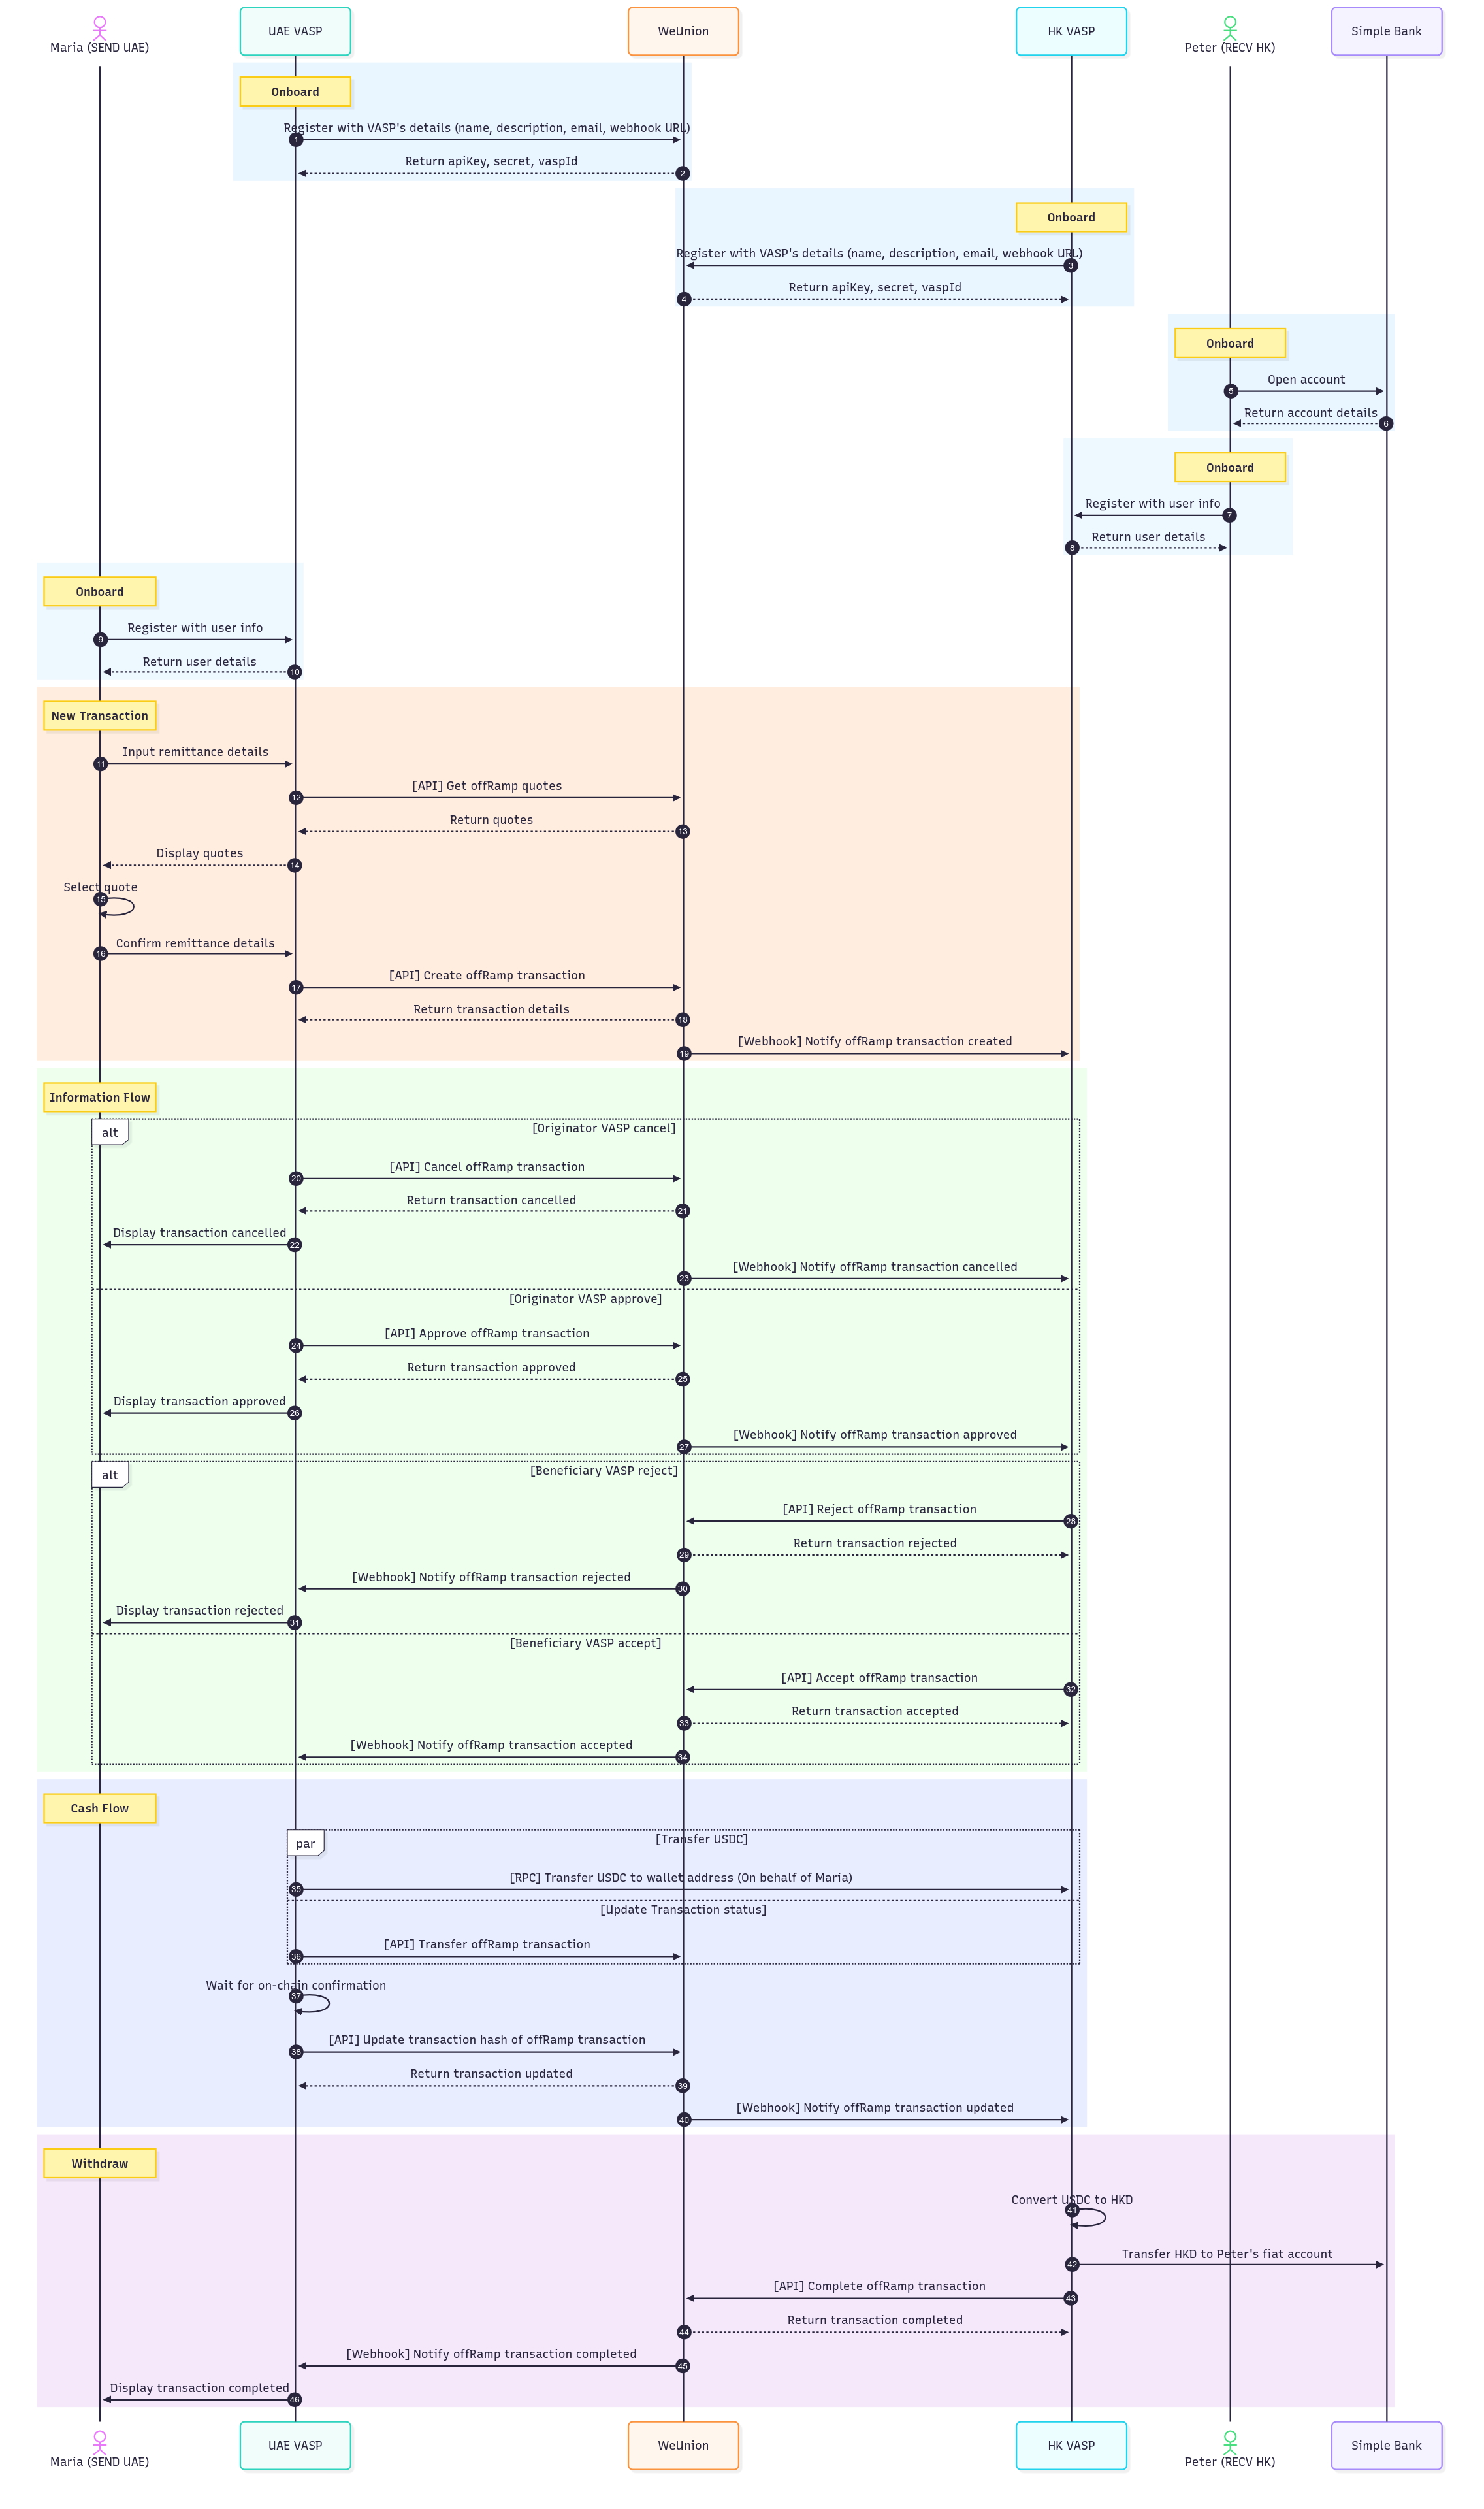 Maria (SEND UAE)
UAE VASP
WeUnion
HK VASP
Peter (RECV HK)
Simple Bank
Onboard
Register with VASP's details (name, description, email, webhook URL)
1
Return apiKey, secret, vaspId
2
Onboard
Register with VASP's details (name, description, email, webhook URL)
3
Return apiKey, secret, vaspId
4
Onboard
Open account
5
Return account details
6
Onboard
Register with user info
7
Return user details
8
Onboard
Register with user info
9
Return user details
10
New Transaction
Input remittance details
11
[API] Get offRamp quotes
12
Return quotes
13
Display quotes
14
Select quote
15
Confirm remittance details
16
[API] Create offRamp transaction
17
Return transaction details
18
[Webhook] Notify offRamp transaction created
19
Information Flow
alt
[Originator VASP cancel]
[API] Cancel offRamp transaction
20
Return transaction cancelled
21
Display transaction cancelled
22
[Webhook] Notify offRamp transaction cancelled
23
[Originator VASP approve]
[API] Approve offRamp transaction
24
Return transaction approved
25
Display transaction approved
26
[Webhook] Notify offRamp transaction approved
27
alt
[Beneficiary VASP reject]
[API] Reject offRamp transaction
28
Return transaction rejected
29
[Webhook] Notify offRamp transaction rejected
30
Display transaction rejected
31
[Beneficiary VASP accept]
[API] Accept offRamp transaction
32
Return transaction accepted
33
[Webhook] Notify offRamp transaction accepted
34
Cash Flow
par
[Transfer USDC]
[RPC] Transfer USDC to wallet address (On behalf of Maria)
35
[Update Transaction status]
[API] Transfer offRamp transaction
36
Wait for on-chain confirmation
37
[API] Update transaction hash of offRamp transaction
38
Return transaction updated
39
[Webhook] Notify offRamp transaction updated
40
Withdraw
Convert USDC to HKD
41
Transfer HKD to Peter's fiat account
42
[API] Complete offRamp transaction
43
Return transaction completed
44
[Webhook] Notify offRamp transaction completed
45
Display transaction completed
46
Maria (SEND UAE)
UAE VASP
WeUnion
HK VASP
Peter (RECV HK)
Simple Bank